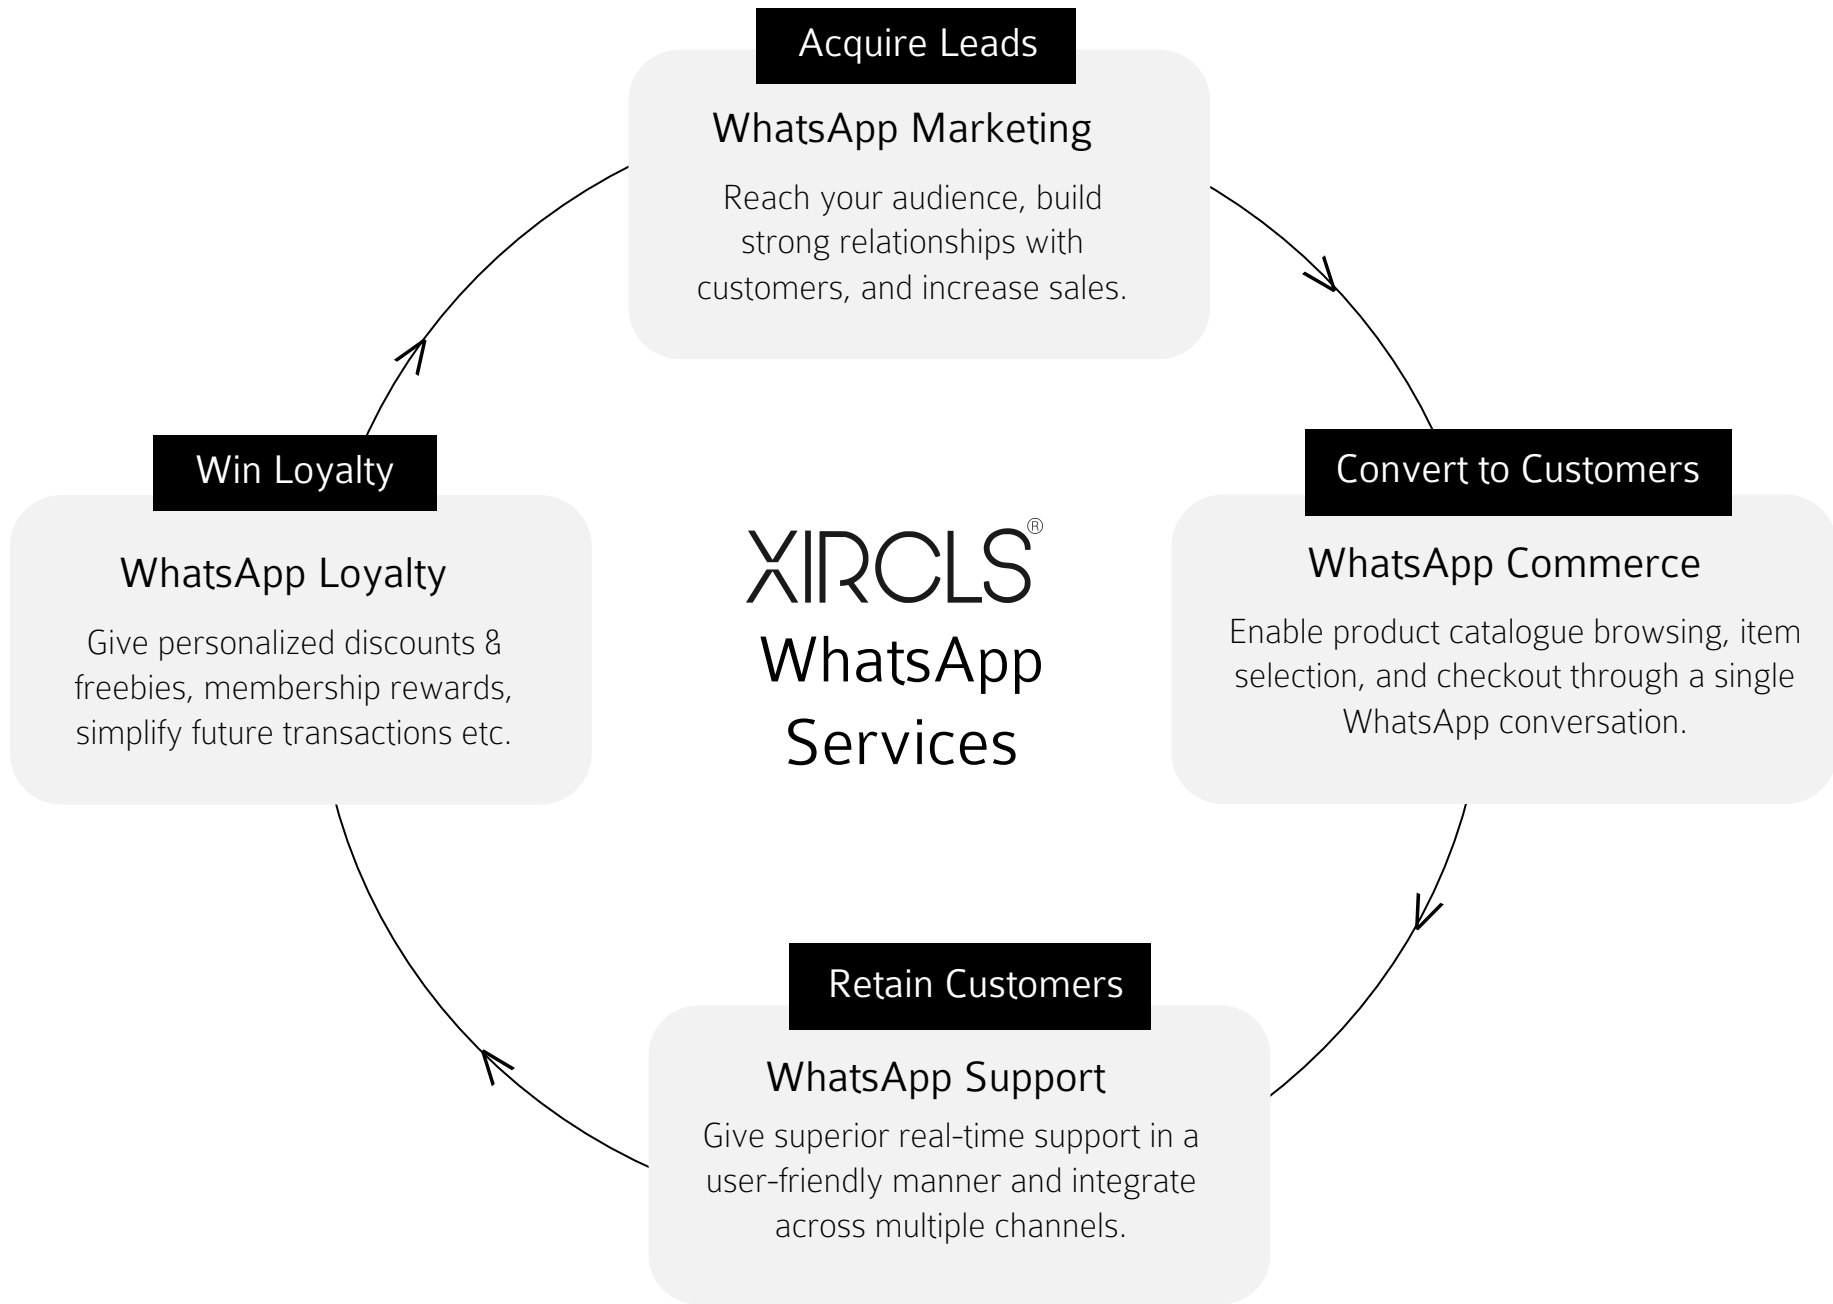 Acquire Leads
WhatsApp Marketing
Reach your audience, build
strong relationships with
customers, and increase sales.
Win Loyalty
WhatsApp Loyalty
Give personalized discounts &
freebies, membership rewards,
simplify future transactions etc.
XIRCLS®
WhatsApp
Services
Convert to Customers
WhatsApp Commerce
Enable product catalogue browsing, item
selection, and checkout through a single
WhatsApp conversation.
Retain Customers
WhatsApp Support
Give superior real-time support in a
user-friendly manner and integrate
across multiple channels.